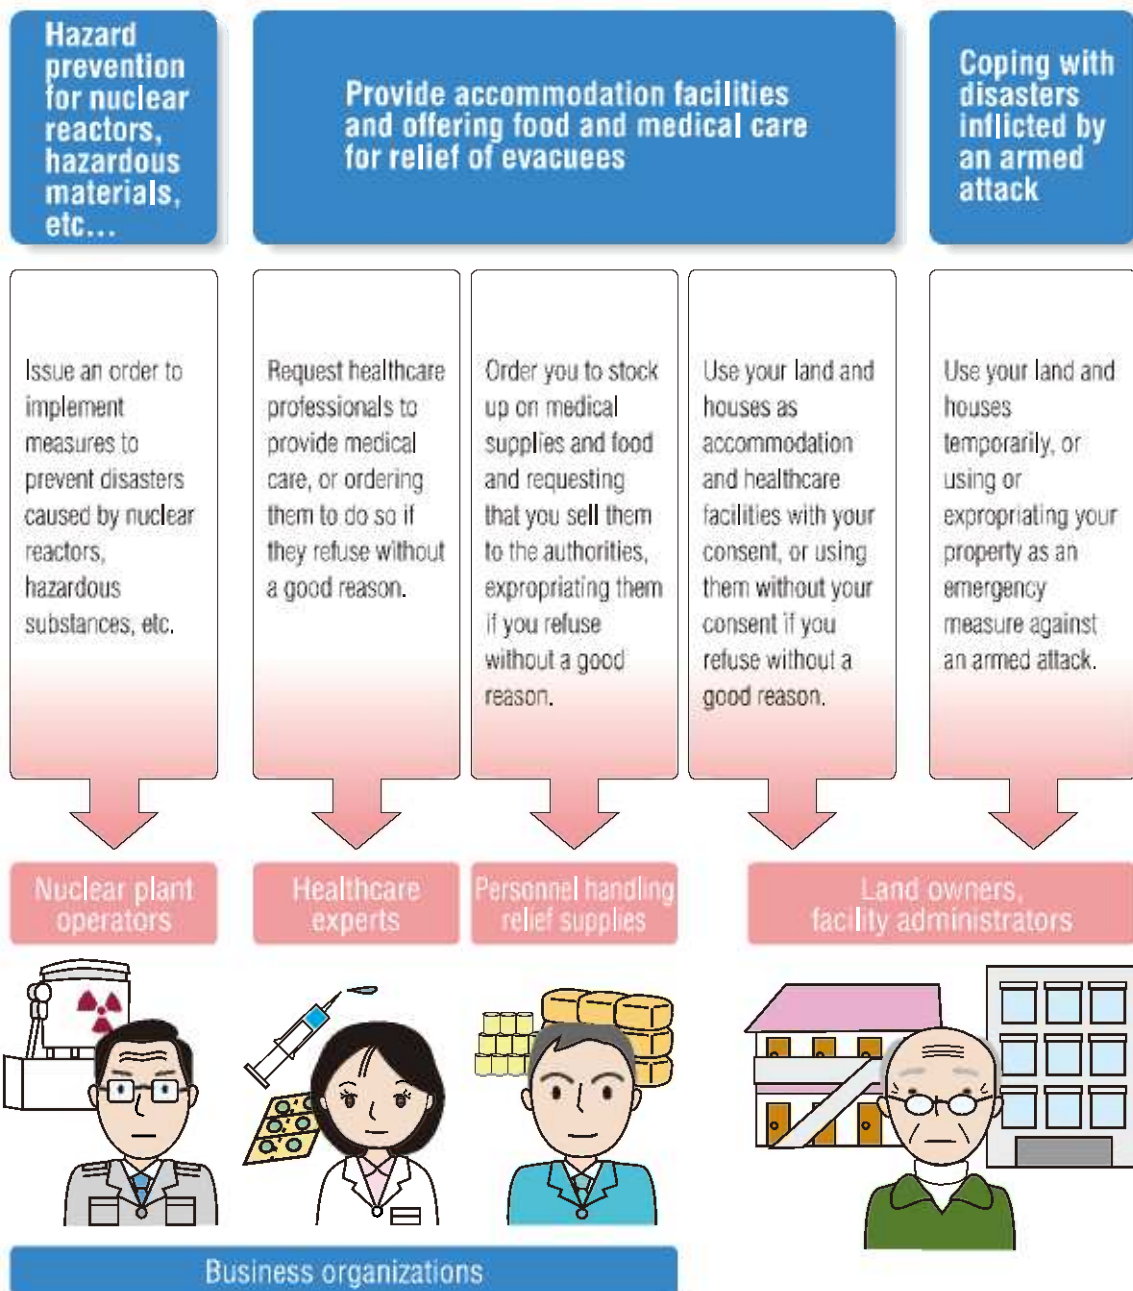 Hazard
prevention
for nuclear
reactors,
hazardous
materials,
etc...
Provide accommodation facilities
and offering food and medical care
for relief of evacuees
Coping with
disasters
inflicted by
an armed
attack
Issue an order to
implement
measures to
prevent disasters
caused by nuclear
reactors,
hazardous
substances, etc.
Request healthcare
professionals to
provide medical
care, or ordering
them to do so if
they refuse without
a good reason.
Order you to stock
up on medical
supplies and food
and requesting
that you sell them
to the authorities,
expropriating them
if you refuse
without a good
reason.
Use your land and
houses as
accommodation
and healthcare
facilities with your
consent, or using
them without your
consent if you
refuse without a
good reason.
Use your land and
houses
temporarily, or
using or
expropriating your
property as an
emergency
measure against
an armed attack.
Nuclear plant
operators
Healthcare
experts
Personnel handling
relief supplies
Land owners,
facility administrators
Business organizations